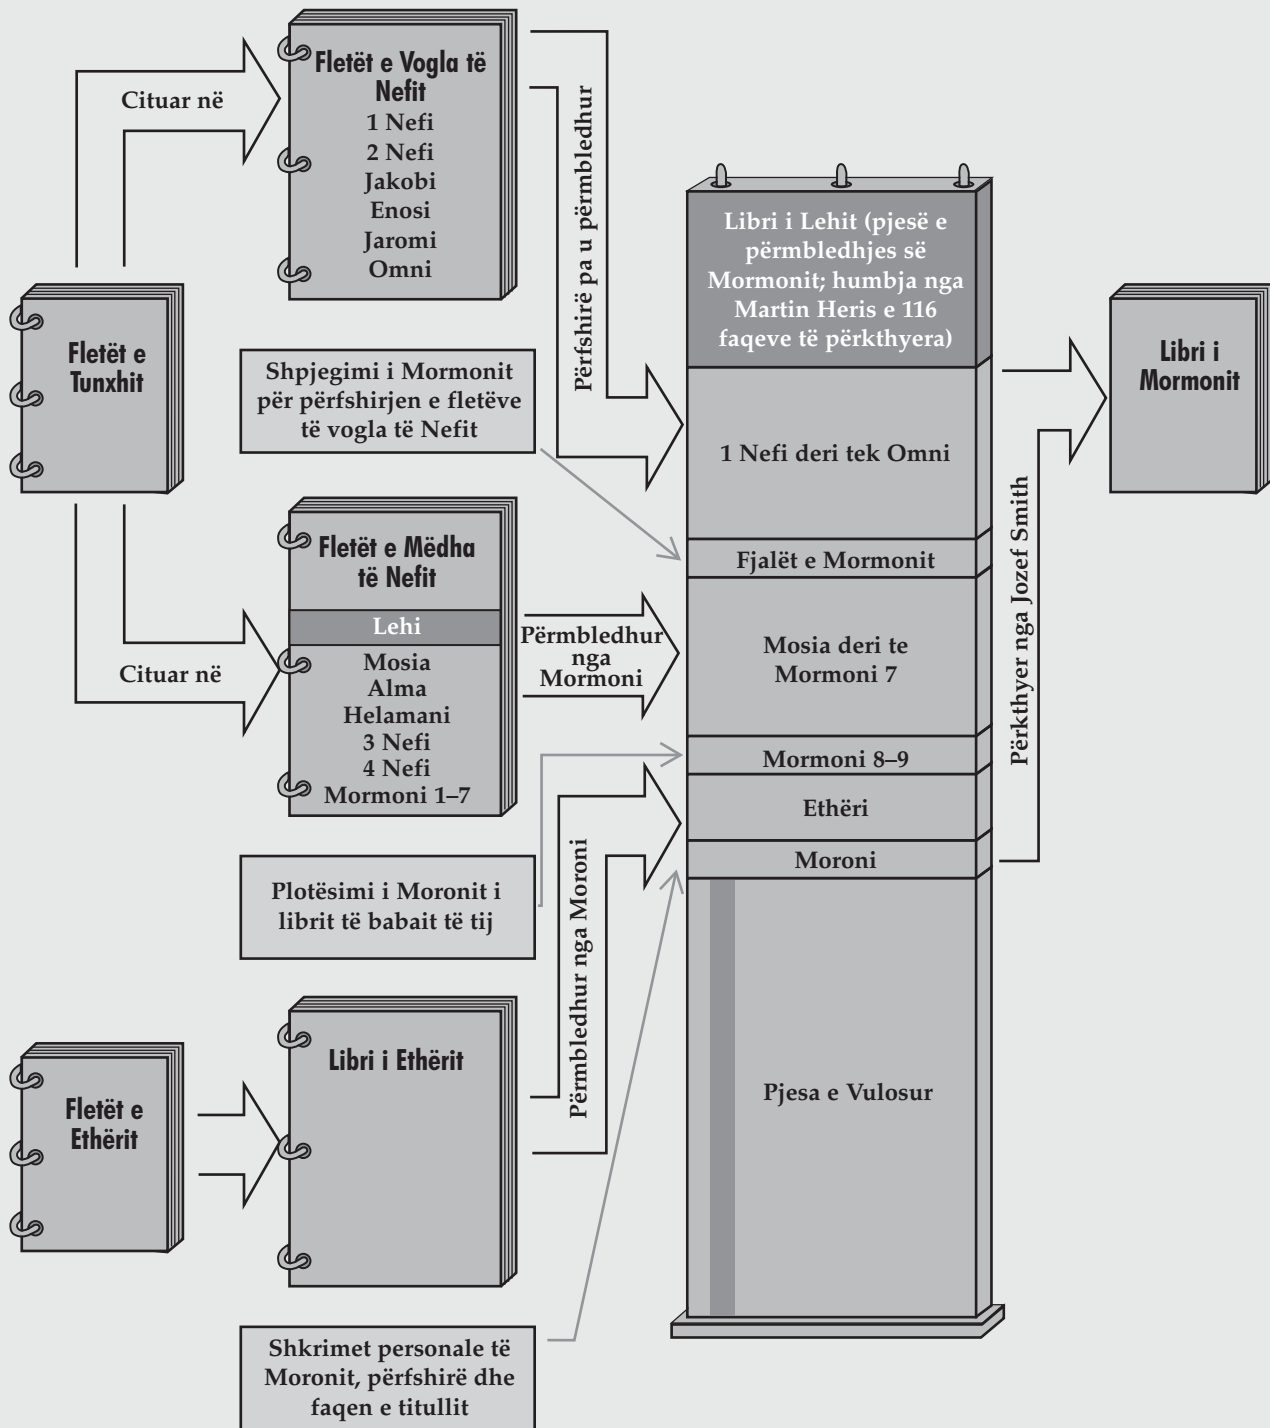 Cituar në
Fletët e Vogla të
Nefit
1 Nefi
2 Nefi
Jakobi
Enosi
Jaromi
Omni
Përfshirë pa u përmbledhur
Fletët e
Tunxhit
Shpjegimi i Mormonit
për përfshirjen e fletëve
të vogla të Nefit
Cituar në
Fletët e Mëdha
të Nefit
Lehi
Mosia
Alma
Helamani
3 Nefi
4 Nefi
Mormoni 1–7
Përmbledhur
nga
Mormoni
Plotësimi i Moronit i
librit të babait të tij
Fletët e
Ethërit
Libri i Ethërit
Përmbledhur nga Moroni
Shkrimet personale të
Moronit, përfshirë dhe
faqen e titullit
Libri i Lehit (pjesë e
përmbledhjes së
Mormonit; humbja nga
Martin Heris e 116
faqeve të përkthyera)
1 Nefi deri tek Omni
Fjalët e Mormonit
Mosia deri te
Mormoni 7
Mormoni 8–9
Ethëri
Moroni
Pjesa e Vulosur
Përkthyer nga Jozef Smith
Libri i
Mormonit